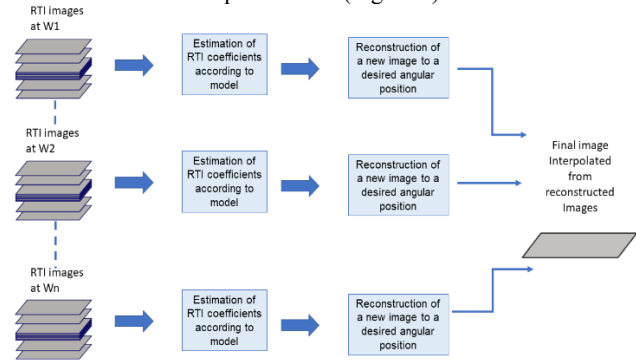 RTI images
at W1
Estimation of
RTI coefficients
according to
model
Reconstruction of
a new image to a
desired angular
position
RTI images
at W2
Estimation of
RTI coefficients
according to
model
Reconstruction of
a new image to a
desired angular
position
Final image
Interpolated
from
reconstructed
Images
RTI images
at Wn
Estimation of
RTI coefficients
according to
model
Reconstruction of
a new image to a
desired angular
position